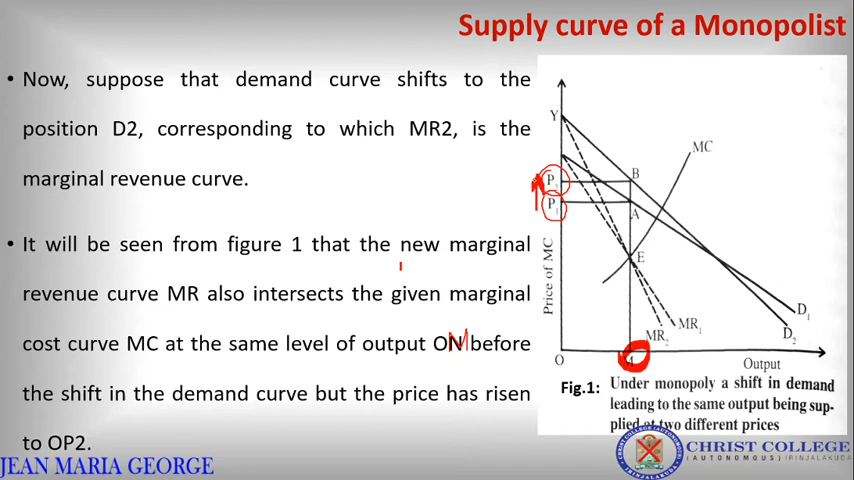 Supply curve of a Monopolist
• Now, suppose that demand curve shifts to the
position D2, corresponding to which MR2, is the
marginal revenue curve.
• It will be seen from figure 1 that the new marginal
revenue curve MR also intersects the given marginal
cost curve MC at the same level of output ON before
M
the shift in the demand curve but the price has risen
to OP2.
JEAN MARIA GEORGE
Y
MC
P2
B
P1
A
E
Price of MC
D1
MR1
D2
MR2
O
M
Output
Fig.1:
Under monopoly a shift in demand
leading to the same output being sup-
plied at two different prices
CHRIST COLLEGE
(AUTONOMOUS) IRINJALAKUDA